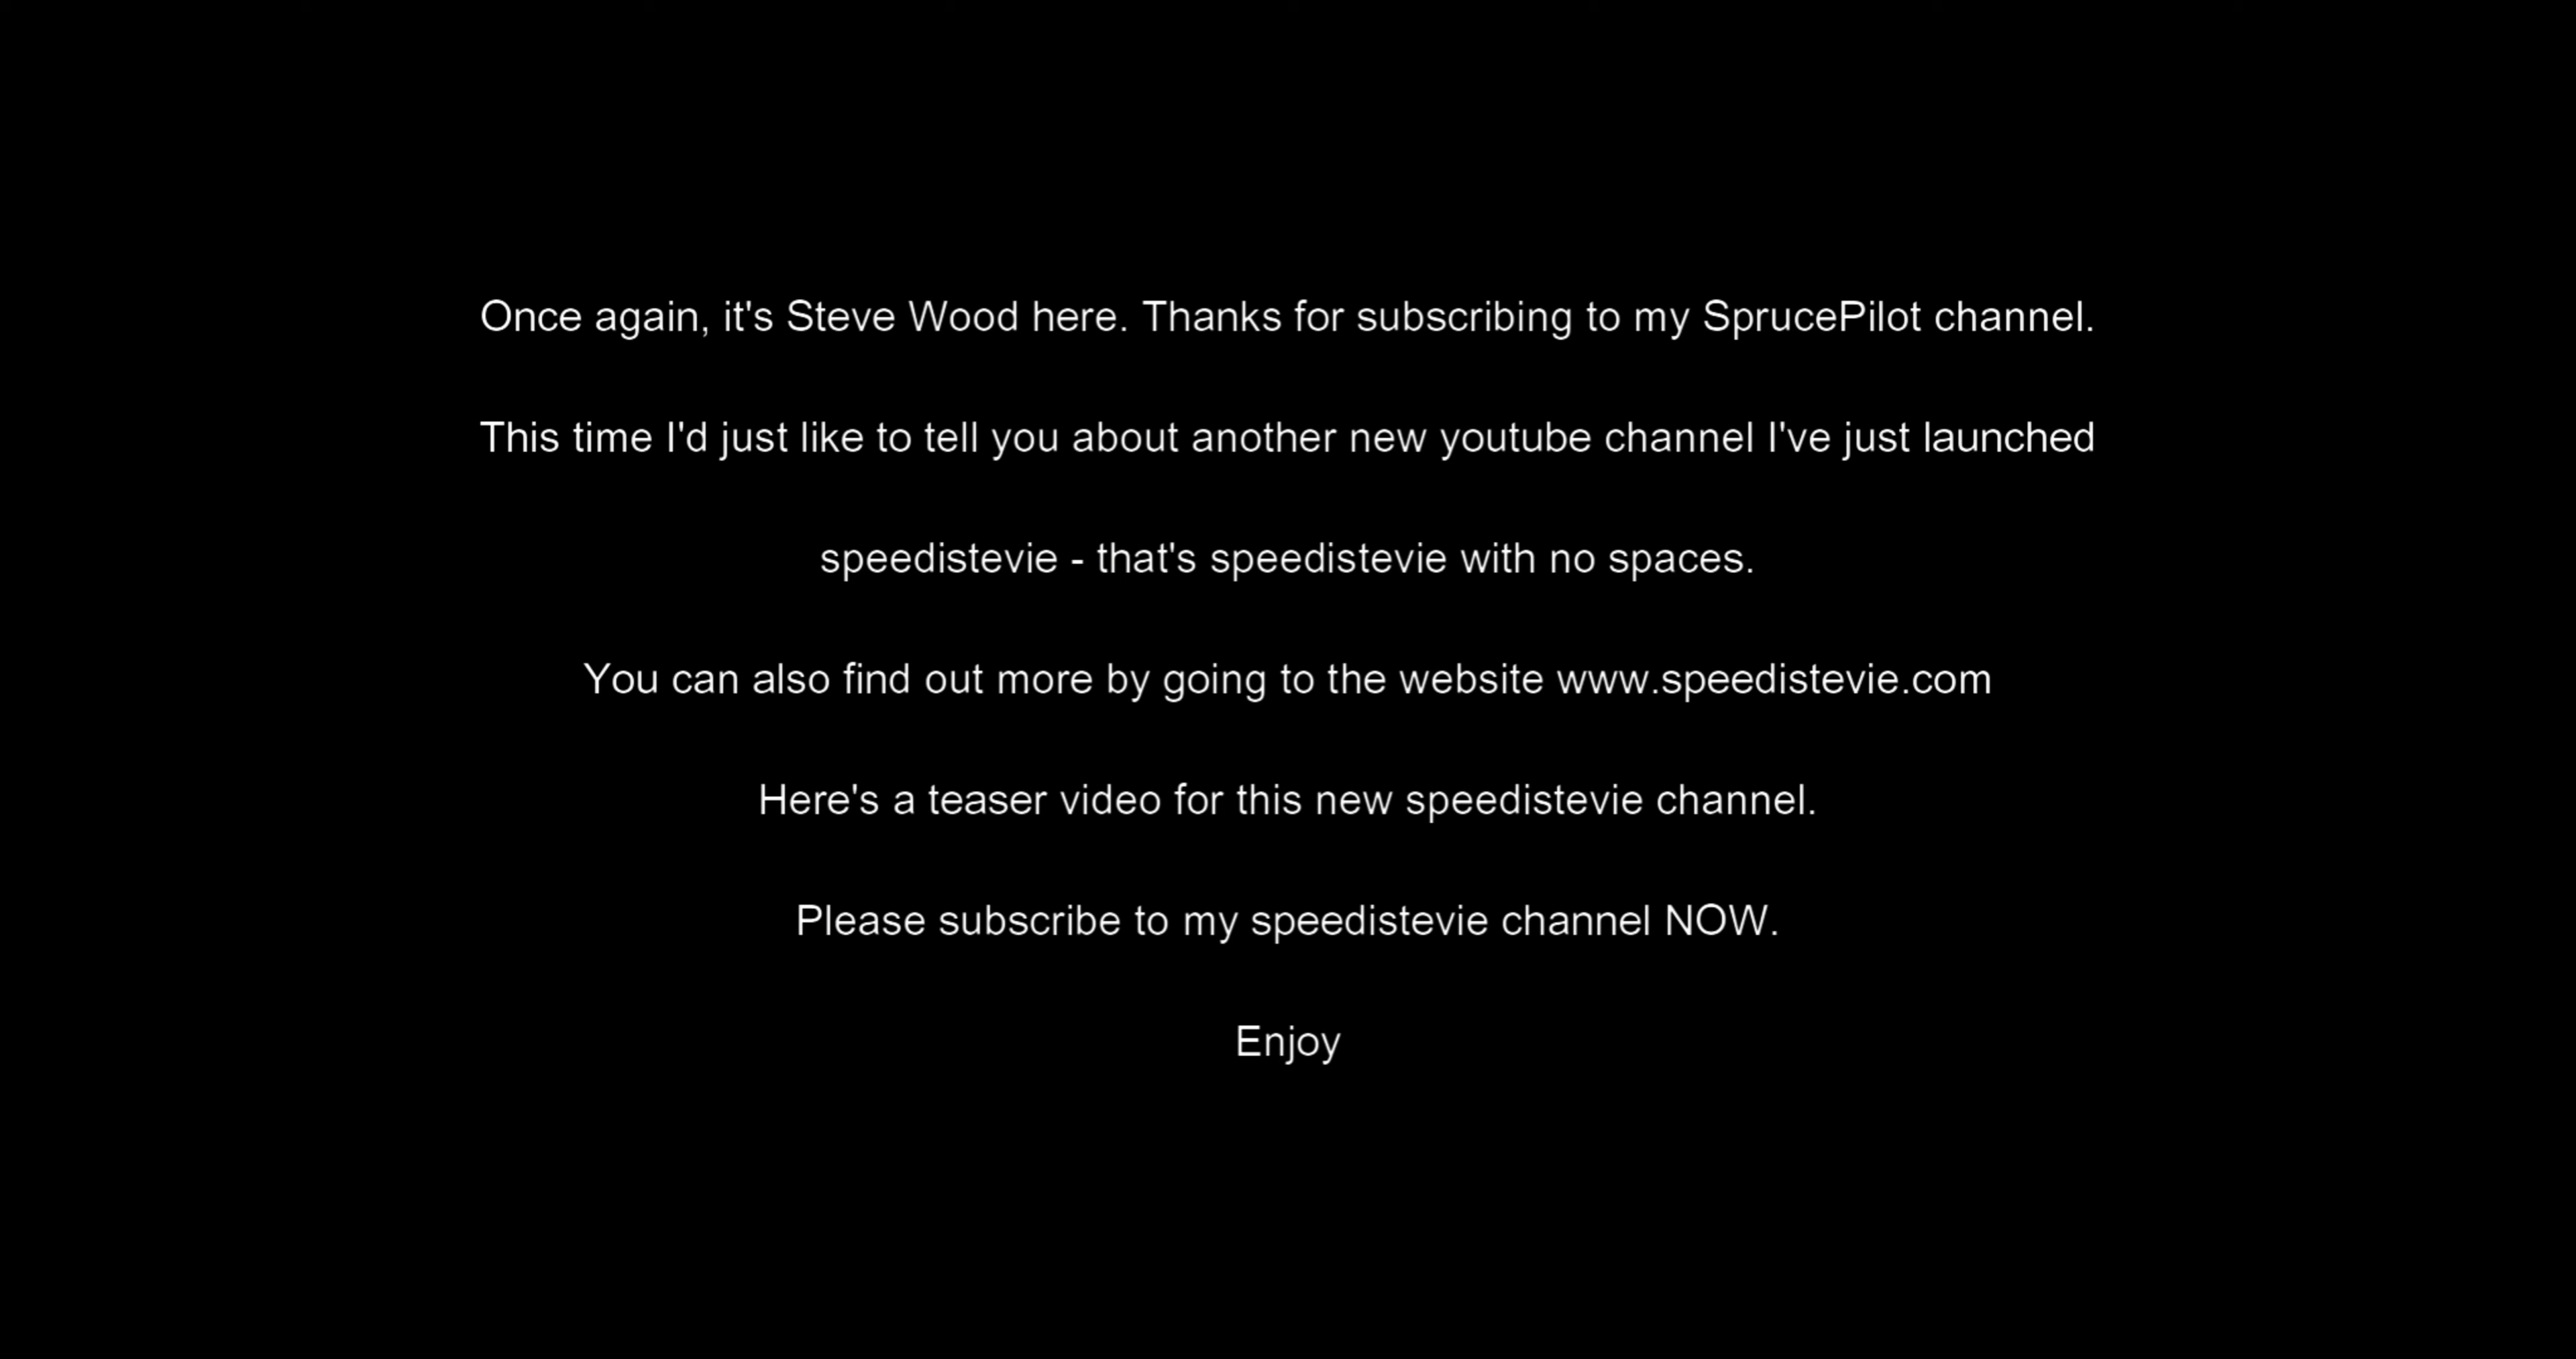 Once again, it's Steve Wood here. Thanks for subscribing to my SprucePilot channel.
This time I'd just like to tell you about another new youtube channel I've just launched
speedistevie - that's speedistevie with no spaces.
You can also find out more by going to the website www.speedistevie.com
Here's a teaser video for this new speedistevie channel.
Please subscribe to my speedistevie channel NOW.
Enjoy